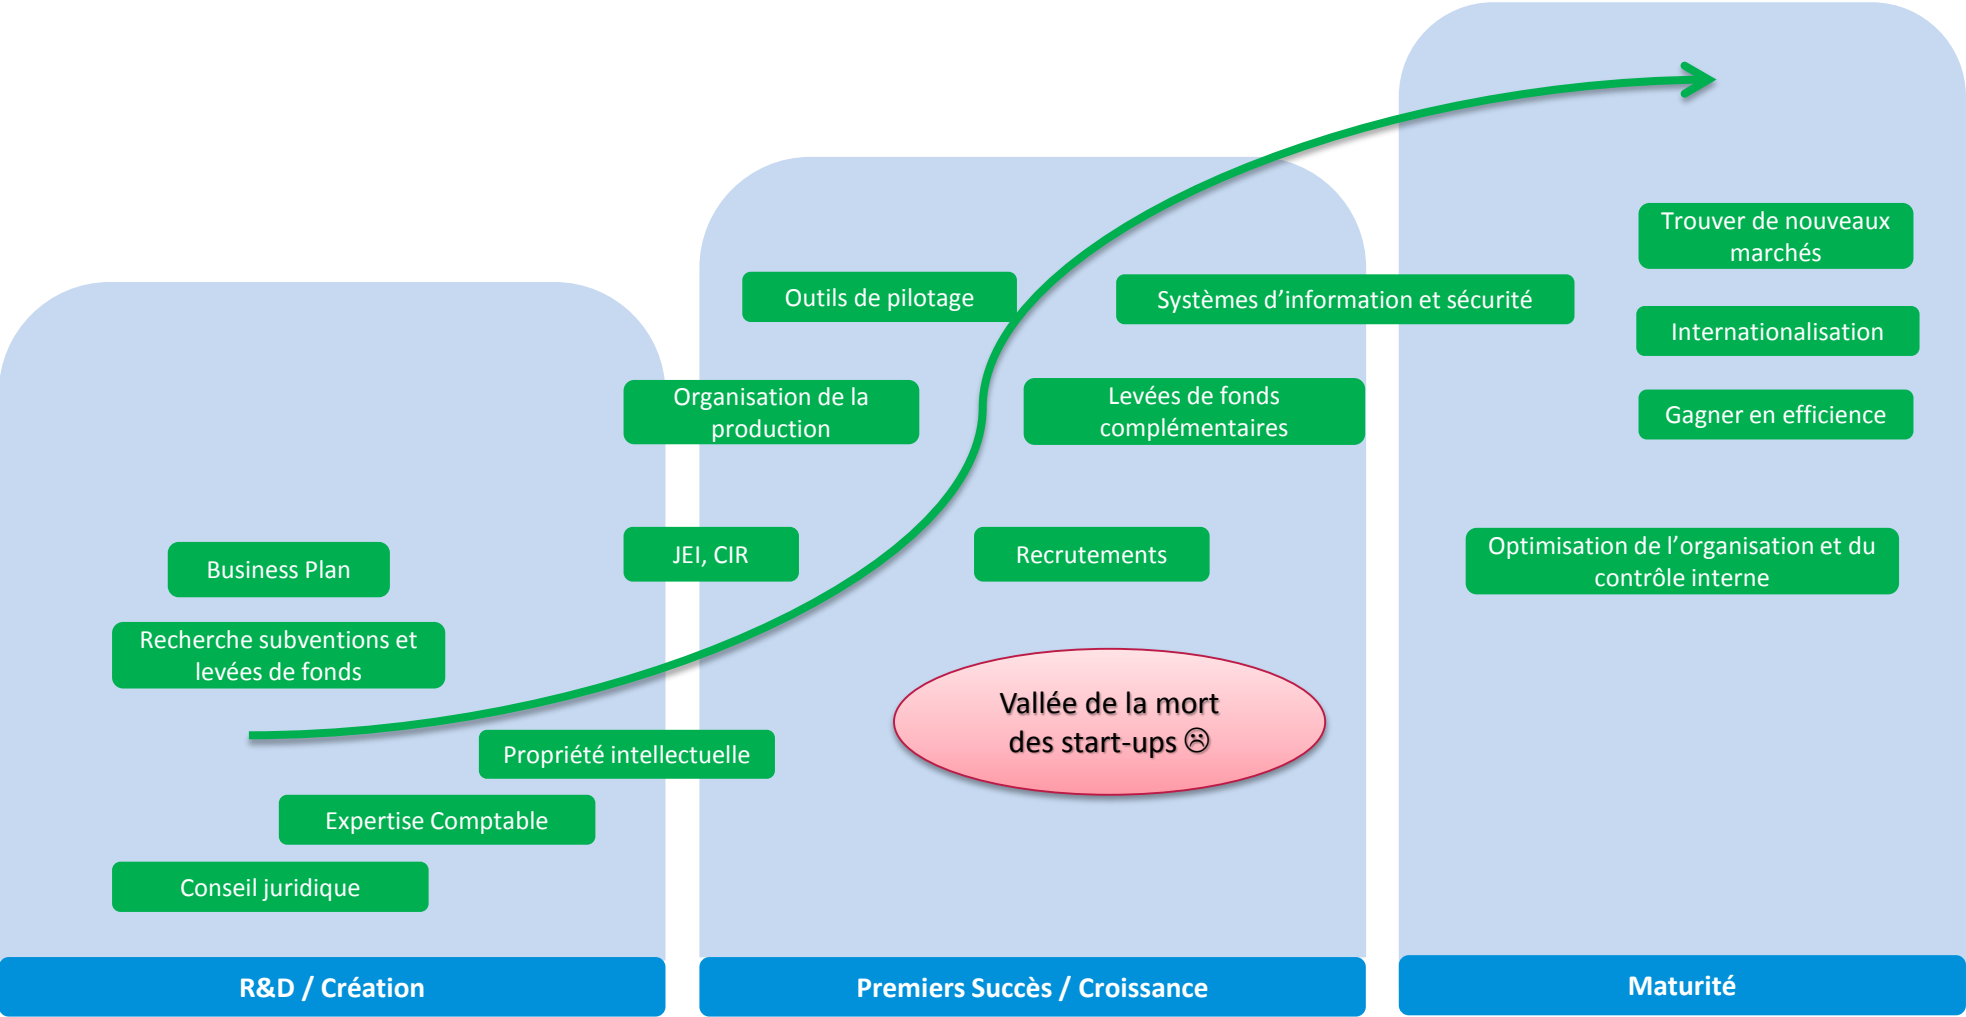 Trouver de nouveaux
marchés
Outils de pilotage
Systèmes d’information et sécurité
Internationalisation
Organisation de la
production
Levées de fonds
complémentaires
Gagner en efficience
JEI, CIR
Recrutements
Optimisation de l’organisation et du
contrôle interne
Business Plan
Recherche subventions et
levées de fonds
Vallée de la mort
des start-ups ☹
Propriété intellectuelle
Expertise Comptable
Conseil juridique
R&D / Création
Premiers Succès / Croissance
Maturité